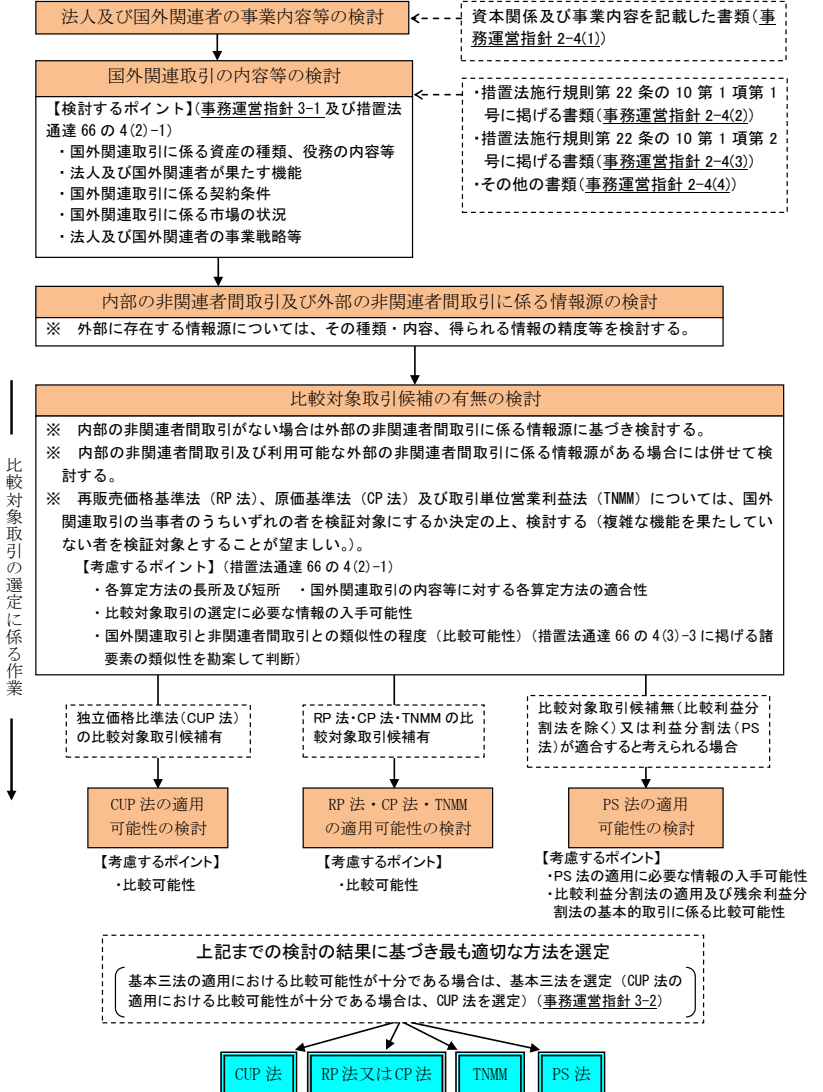 法人及び国外関連者の事業内容等の検討
資本関係及び事業内容を記載した書類(事
務運営指針 2-4(1))
国外関連取引の内容等の検討
【検討するポイント】(事務運営指針 3-1 及び措置法
通達 66 の 4(2)-1)
・国外関連取引に係る資産の種類、役務の内容等
・法人及び国外関連者が果たす機能
・国外関連取引に係る契約条件
・国外関連取引に係る市場の状況
・法人及び国外関連者の事業戦略等
・措置法施行規則第 22 条の 10 第 1 項第 1
号に掲げる書類(事務運営指針 2-4(2))
・措置法施行規則第 22 条の 10 第 1 項第 2
号に掲げる書類(事務運営指針 2-4(3))
・その他の書類(事務運営指針 2-4(4))
内部の非関連者間取引及び外部の非関連者間取引に係る情報源の検討
※ 外部に存在する情報源については、その種類・内容、得られる情報の精度等を検討する。
比較対象取引の選定に係る作業
比較対象取引候補の有無の検討
※ 内部の非関連者間取引がない場合は外部の非関連者間取引に係る情報源に基づき検討する。
※ 内部の非関連者間取引及び利用可能な外部の非関連者間取引に係る情報源がある場合には併せて検
討する。
※ 再販売価格基準法（RP 法）、原価基準法（CP 法）及び取引単位営業利益法（TNMM）については、国外
関連取引の当事者のうちいずれの者を検証対象にするか決定の上、検討する（複雑な機能を果たしてい
ない者を検証対象とすることが望ましい。）。
【考慮するポイント】（措置法通達 66 の 4(2)-1）
・各算定方法の長所及び短所 ・国外関連取引の内容等に対する各算定方法の適合性
・比較対象取引の選定に必要な情報の入手可能性
・国外関連取引と非関連者間取引との類似性の程度（比較可能性）（措置法通達 66 の 4(3)-3 に掲げる諸
要素の類似性を勘案して判断）
独立価格比準法(CUP 法)
の比較対象取引候補有
RP 法・CP 法・TNMM の比
較対象取引候補有
比較対象取引候補無(比較利益分
割法を除く)又は利益分割法(PS
法)が適合すると考えられる場合
CUP 法の適用
可能性の検討
RP 法・CP 法・TNMM
の適用可能性の検討
PS 法の適用
可能性の検討
【考慮するポイント】
・比較可能性
【考慮するポイント】
・比較可能性
【考慮するポイント】
・PS 法の適用に必要な情報の入手可能性
・比較利益分割法の適用及び残余利益分
割法の基本的取引に係る比較可能性
上記までの検討の結果に基づき最も適切な方法を選定
基本三法の適用における比較可能性が十分である場合は、基本三法を選定（CUP 法の
適用における比較可能性が十分である場合は、CUP 法を選定）(事務運営指針 3-2)
CUP 法
RP 法又は CP 法
TNMM
PS 法